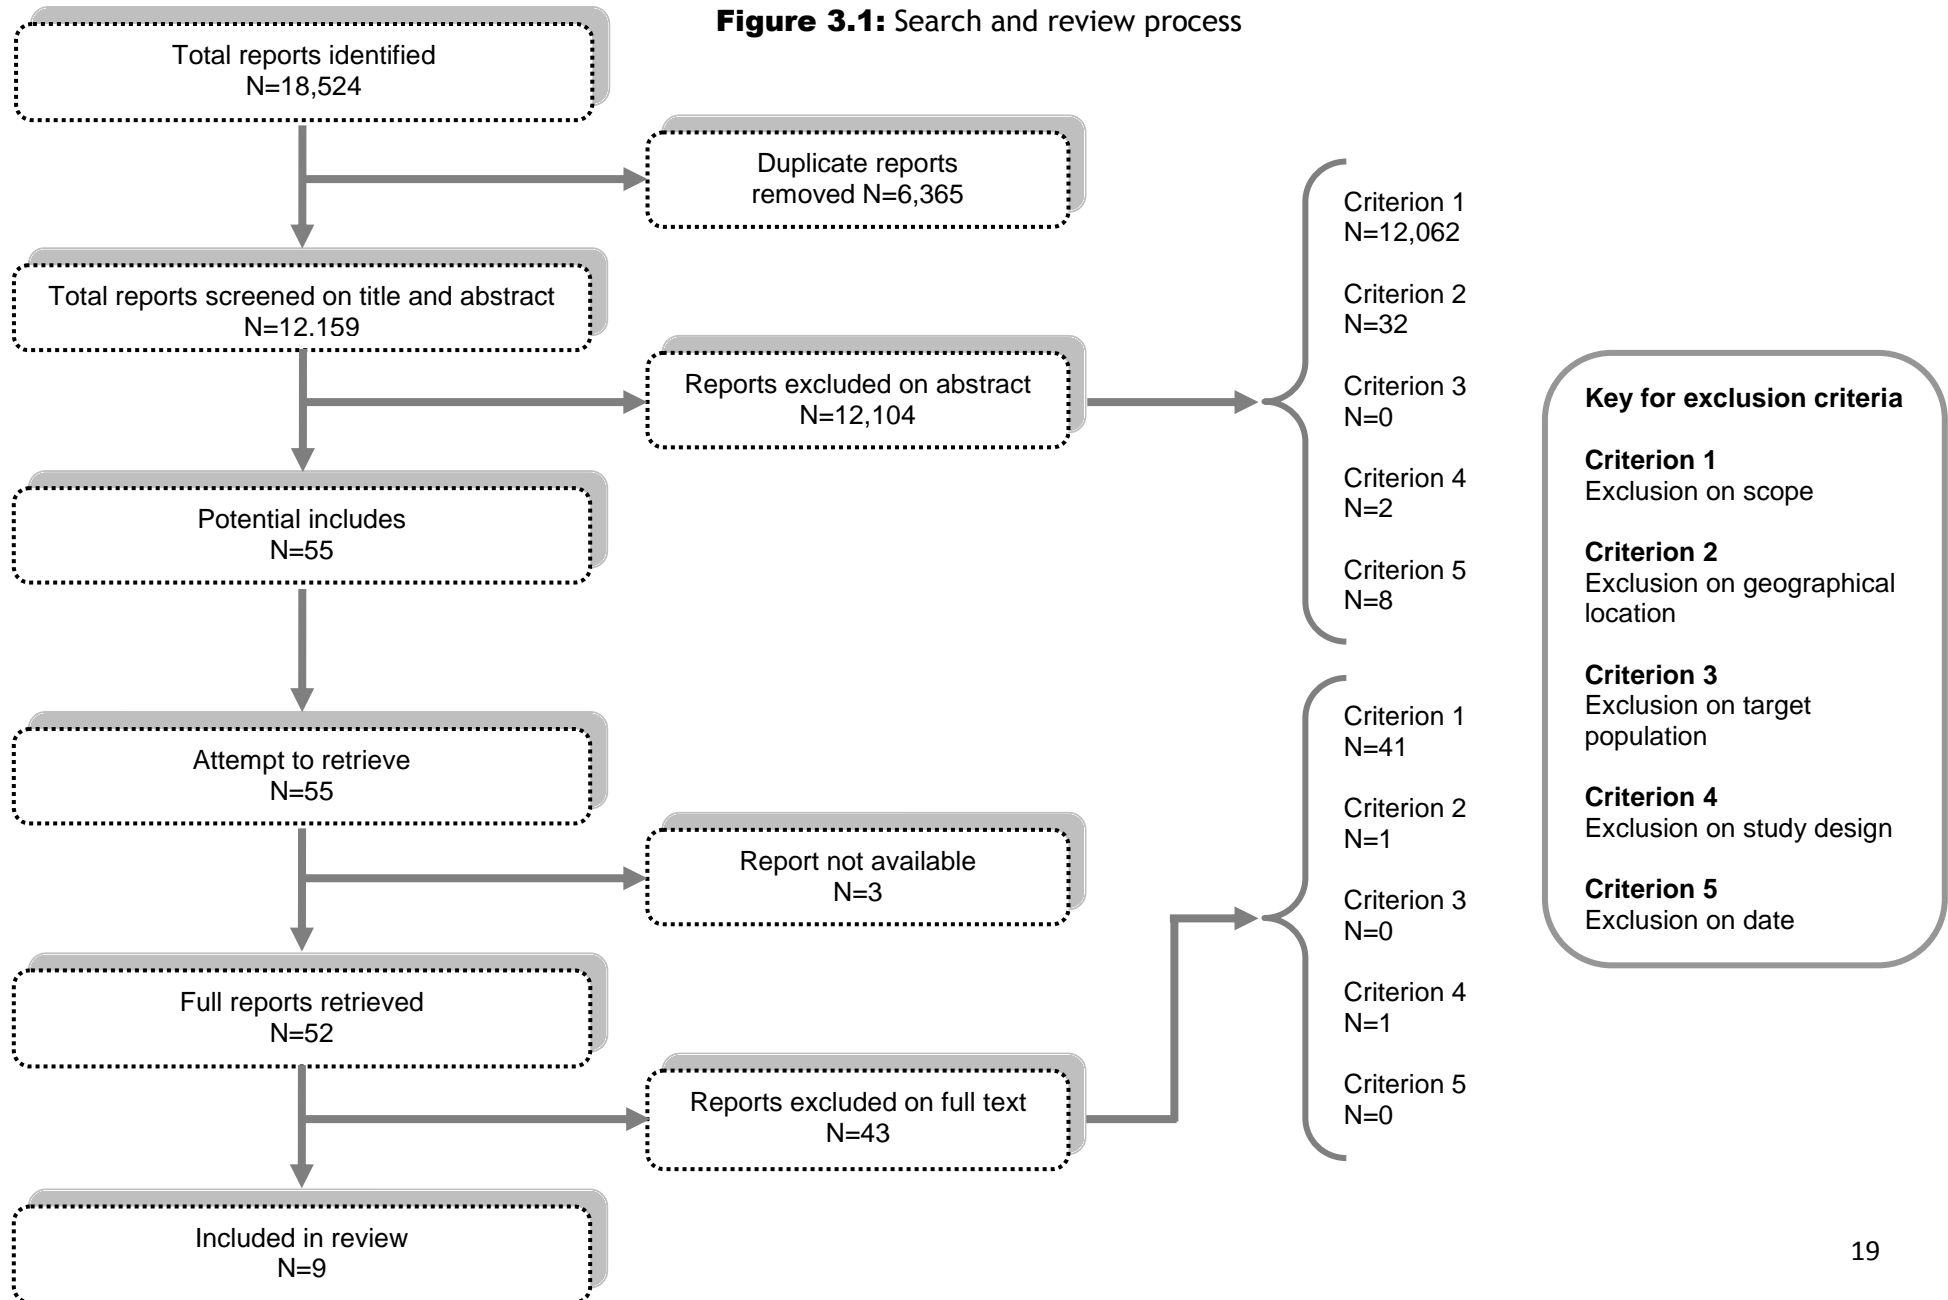 Figure 3.1: Search and review process
Total reports identified
N=18,524
Duplicate reports
removed N=6,365
Total reports screened on title and abstract
N=12.159
Reports excluded on abstract
N=12,104
Criterion 1
N=12,062
Criterion 2
N=32
Criterion 3
N=0
Criterion 4
N=2
Criterion 5
N=8
Potential includes
N=55
Attempt to retrieve
N=55
Report not available
N=3
Full reports retrieved
N=52
Reports excluded on full text
N=43
Criterion 1
N=41
Criterion 2
N=1
Criterion 3
N=0
Criterion 4
N=1
Criterion 5
N=0
Included in review
N=9
Key for exclusion criteria
Criterion 1
Exclusion on scope
Criterion 2
Exclusion on geographical
location
Criterion 3
Exclusion on target
population
Criterion 4
Exclusion on study design
Criterion 5
Exclusion on date
19